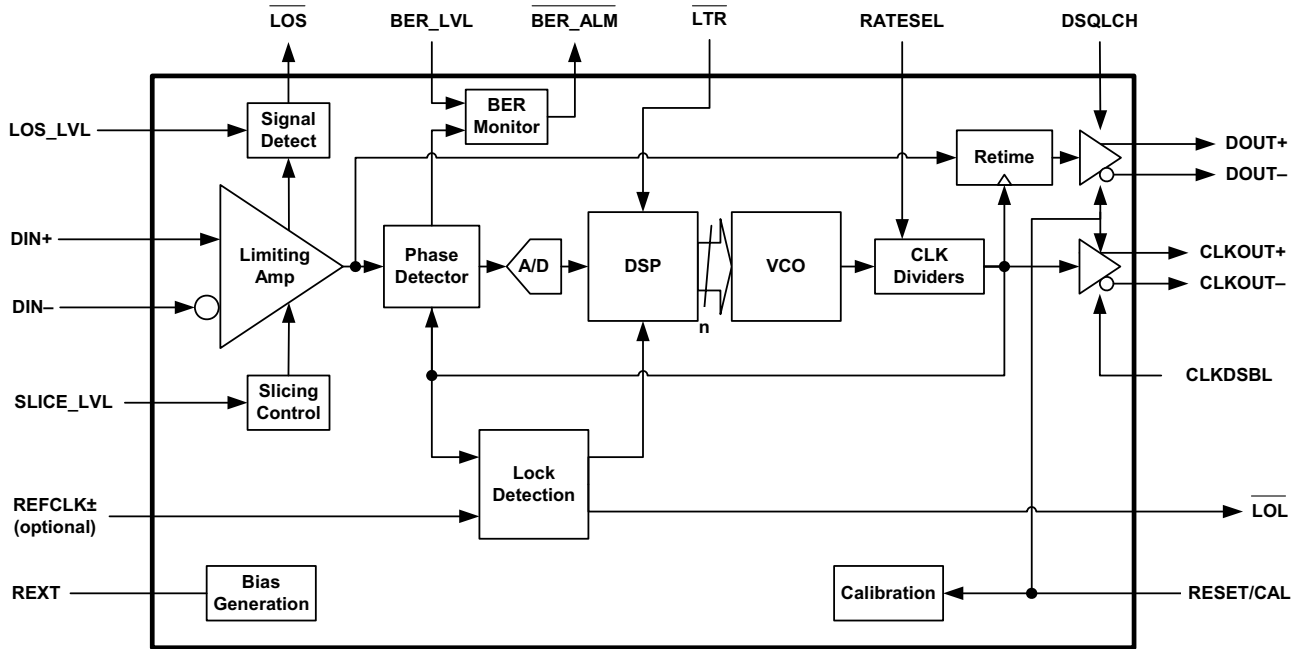 LOS
BER_LVL
BER_ALM
LTR
RATESEL
DSQLCH
LOS_LVL
Signal
Detect
BER
Monitor
Retime
DOUT+
DOUT–
DIN+
DIN–
Limiting
Amp
Phase
Detector
A/D
DSP
n
VCO
CLK
Dividers
CLKOUT+
CLKOUT–
CLKDSBL
SLICE_LVL
Slicing
Control
Lock
Detection
REFCLK±
(optional)
LOL
REXT
Bias
Generation
Calibration
RESET/CAL